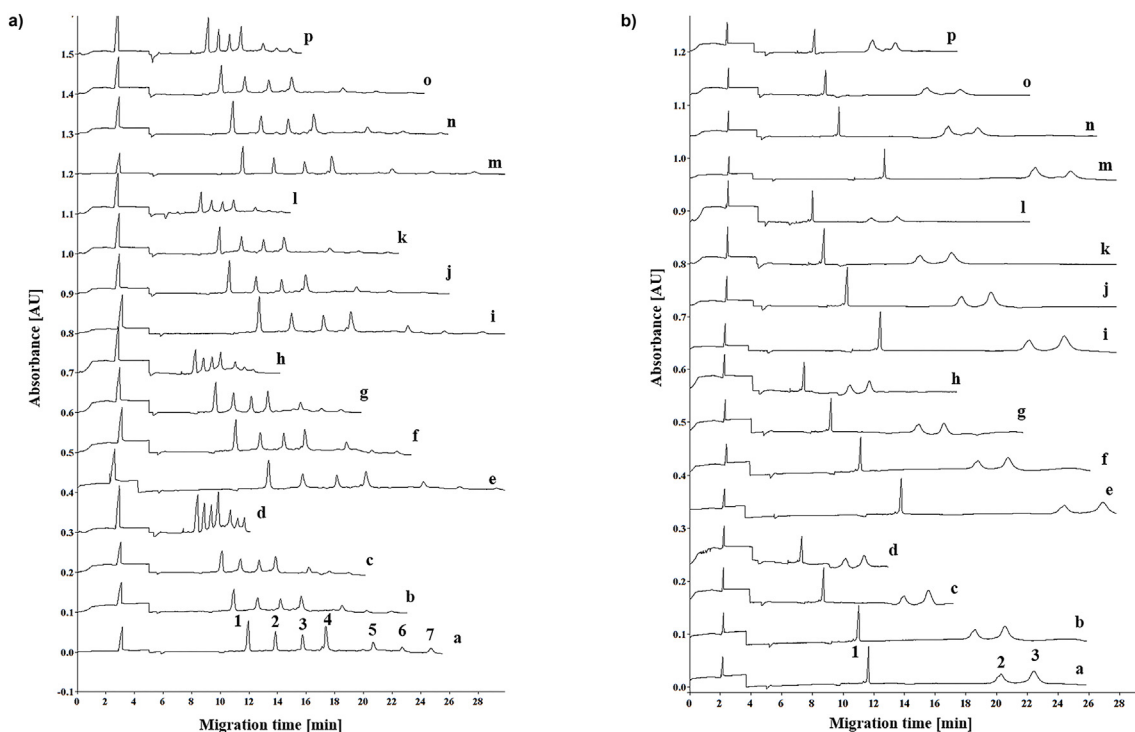 a)
Absorbance [AU]
1.5
1.4
1.3
1.2
1.1
1.0
0.9
0.8
0.7
0.6
0.5
0.4
0.3
0.2
0.1
0.0
-0.1
p
o
n
m
l
k
j
i
h
g
f
e
d
c
b
a
1 2 3 4 5 6 7
0 2 4 6 8 10 12 14 16 18 20 22 24 26 28
Migration time [min]
b)
Absorbance [AU]
1.2
1.1
1.0
0.9
0.8
0.7
0.6
0.5
0.4
0.3
0.2
0.1
0.0
p
o
n
m
l
k
j
i
h
g
f
e
d
c
b
a
1 2 3
0 2 4 6 8 10 12 14 16 18 20 22 24 26 28
Migration time [min]